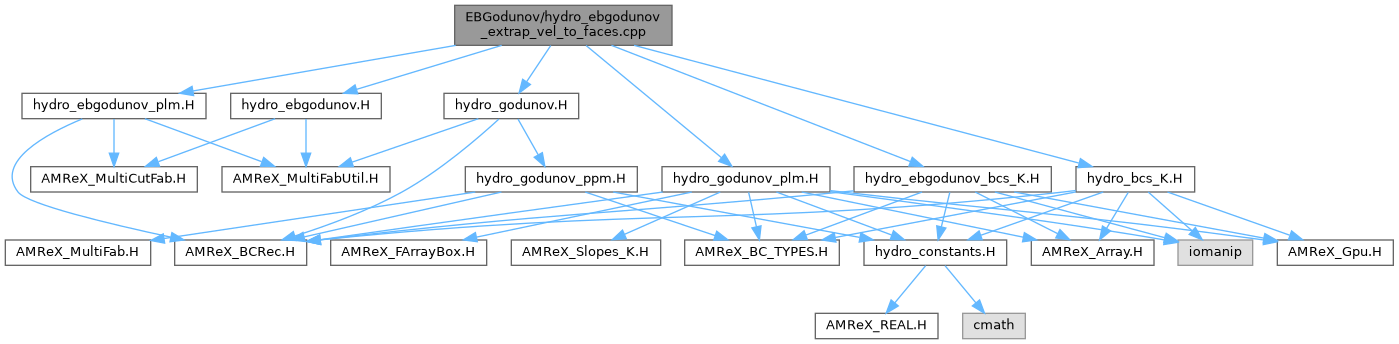 EBGodunov/hydro_ebgodunov
_extrap_vel_to_faces.cpp
hydro_ebgodunov_plm.H
hydro_ebgodunov.H
hydro_godunov.H
AMReX_MultiCutFab.H
AMReX_MultiFabUtil.H
hydro_godunov_ppm.H
hydro_godunov_plm.H
hydro_ebgodunov_bcs_K.H
hydro_bcs_K.H
AMReX_MultiFab.H
AMReX_BCRec.H
AMReX_FArrayBox.H
AMReX_Slopes_K.H
AMReX_BC_TYPES.H
hydro_constants.H
AMReX_Array.H
iomanip
AMReX_Gpu.H
AMReX_REAL.H
cmath